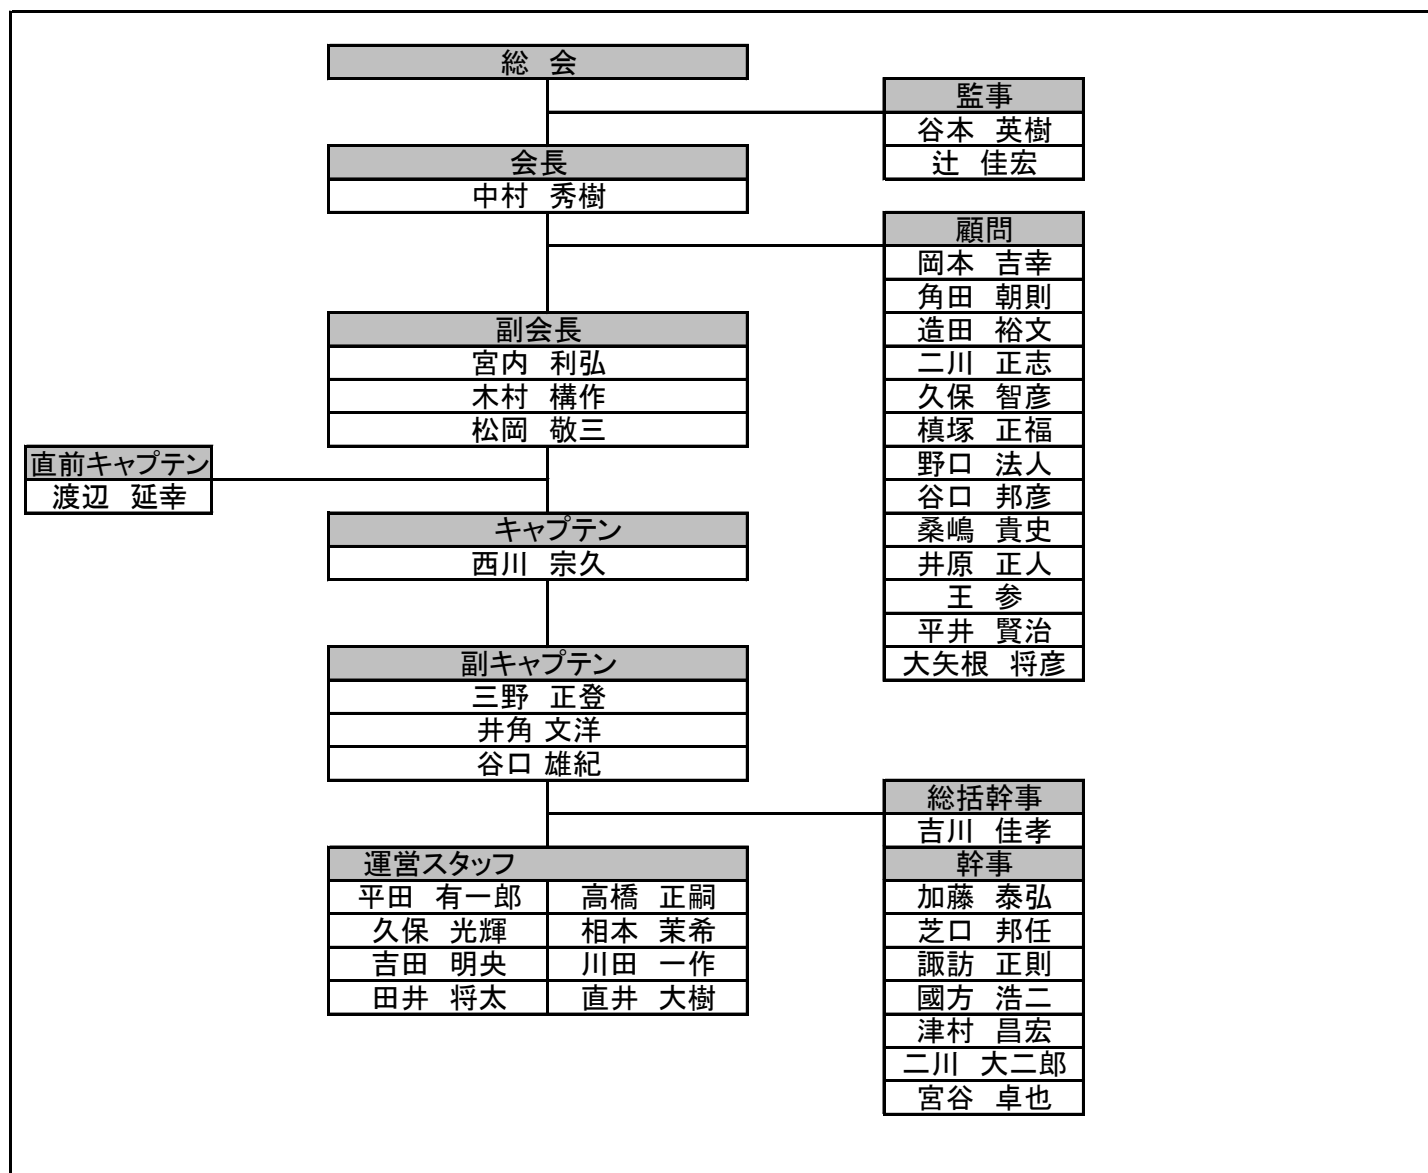 総 会
監事
谷本 英樹
辻 佳宏
会長
中村 秀樹
顧問
岡本 吉幸
角田 朝則
造田 裕文
二川 正志
久保 智彦
槙塚 正福
野口 法人
谷口 邦彦
桑嶋 貴史
井原 正人
王 参
平井 賢治
大矢根 将彦
副会長
宮内 利弘
木村 構作
松岡 敬三
直前キャプテン
渡辺 延幸
キャプテン
西川 宗久
副キャプテン
三野 正登
井角 文洋
谷口 雄紀
総括幹事
吉川 佳孝
幹事
加藤 泰弘
芝口 邦任
諏訪 正則
國方 浩二
津村 昌宏
二川 大二郎
宮谷 卓也
運営スタッフ
平田 有一郎 高橋 正嗣
久保 光輝 相本 茉希
吉田 明央 川田 一作
田井 将太 直井 大樹